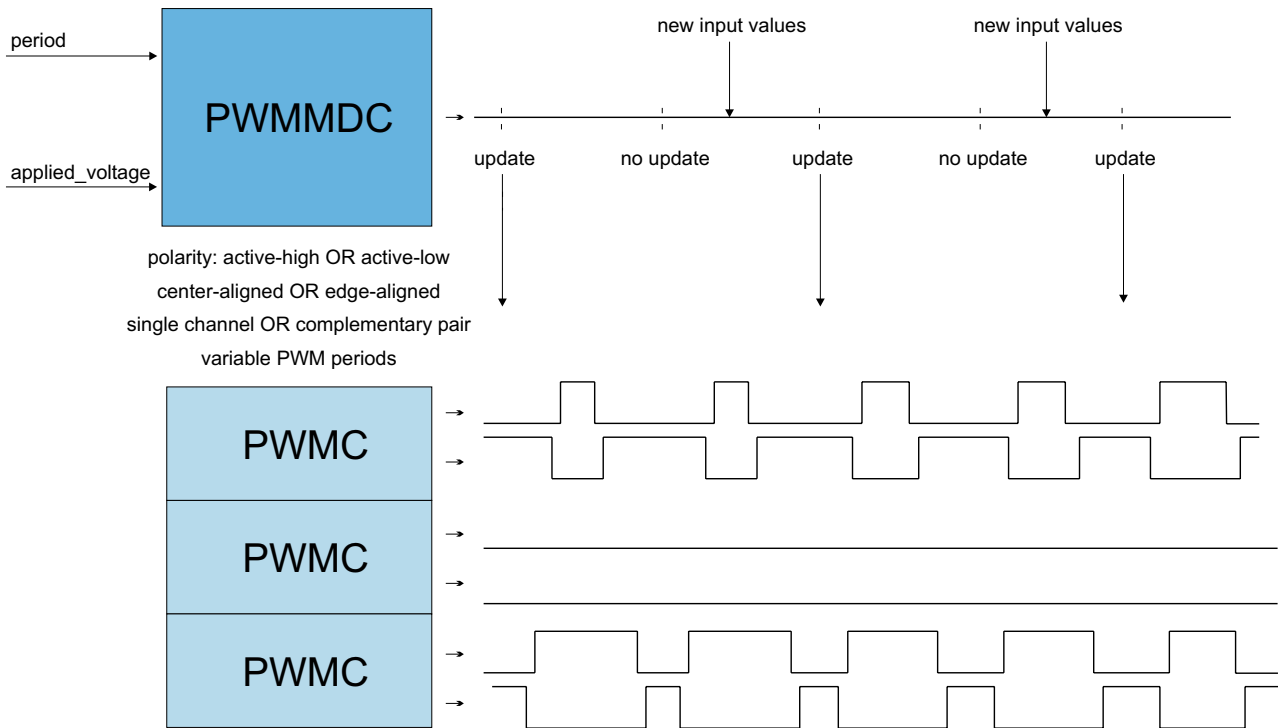 period
applied_voltage
PWMMDC
new input values
new input values
update
no update
update
no update
update
polarity: active-high OR active-low
center-aligned OR edge-aligned
single channel OR complementary pair
variable PWM periods
PWMC
PWMC
PWMC